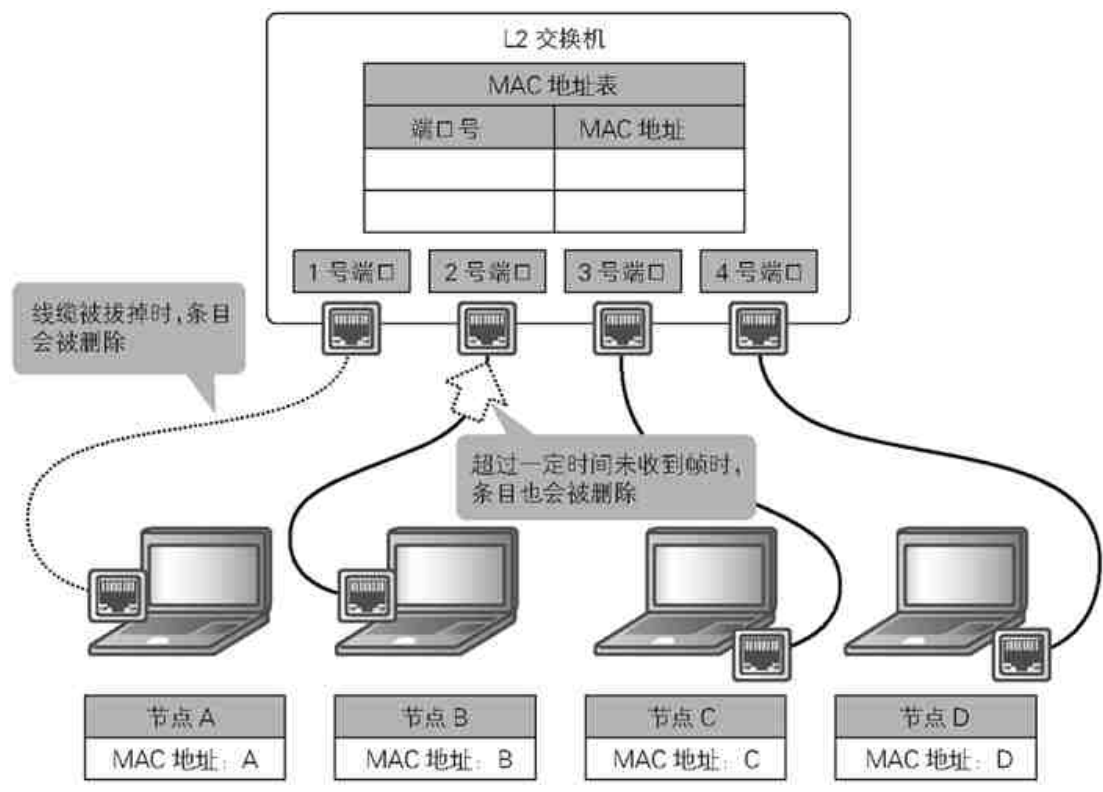 L2 交换机
MAC 地址表
端口号
MAC 地址
1 号端口
2 号端口
3 号端口
4 号端口
线缆被拔掉时,条目
会被删除
超过一定时间未收到帧时,
条目也会被删除
节点 A
节点 B
节点 C
节点 D
MAC 地址: A
MAC 地址: B
MAC 地址: C
MAC 地址: D